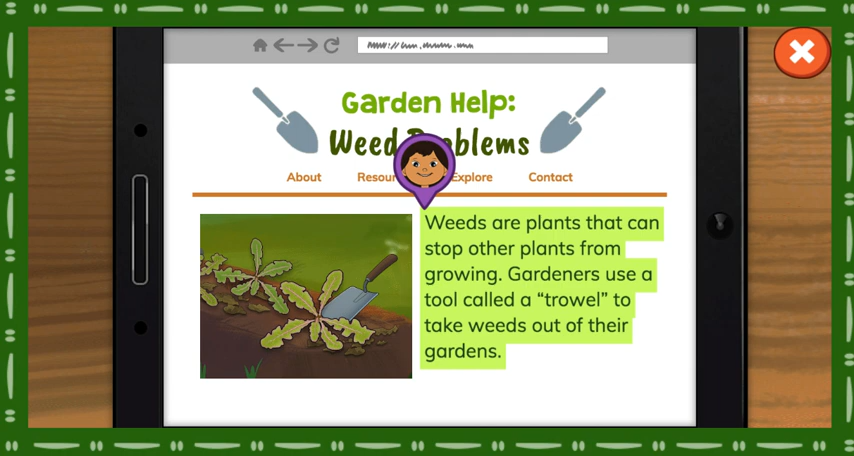 Garden Help:
Weed Problems
About Explore Contact
Weeds are plants that can
stop other plants from
growing. Gardeners use a
tool called a “trowel” to
take weeds out of their
gardens.